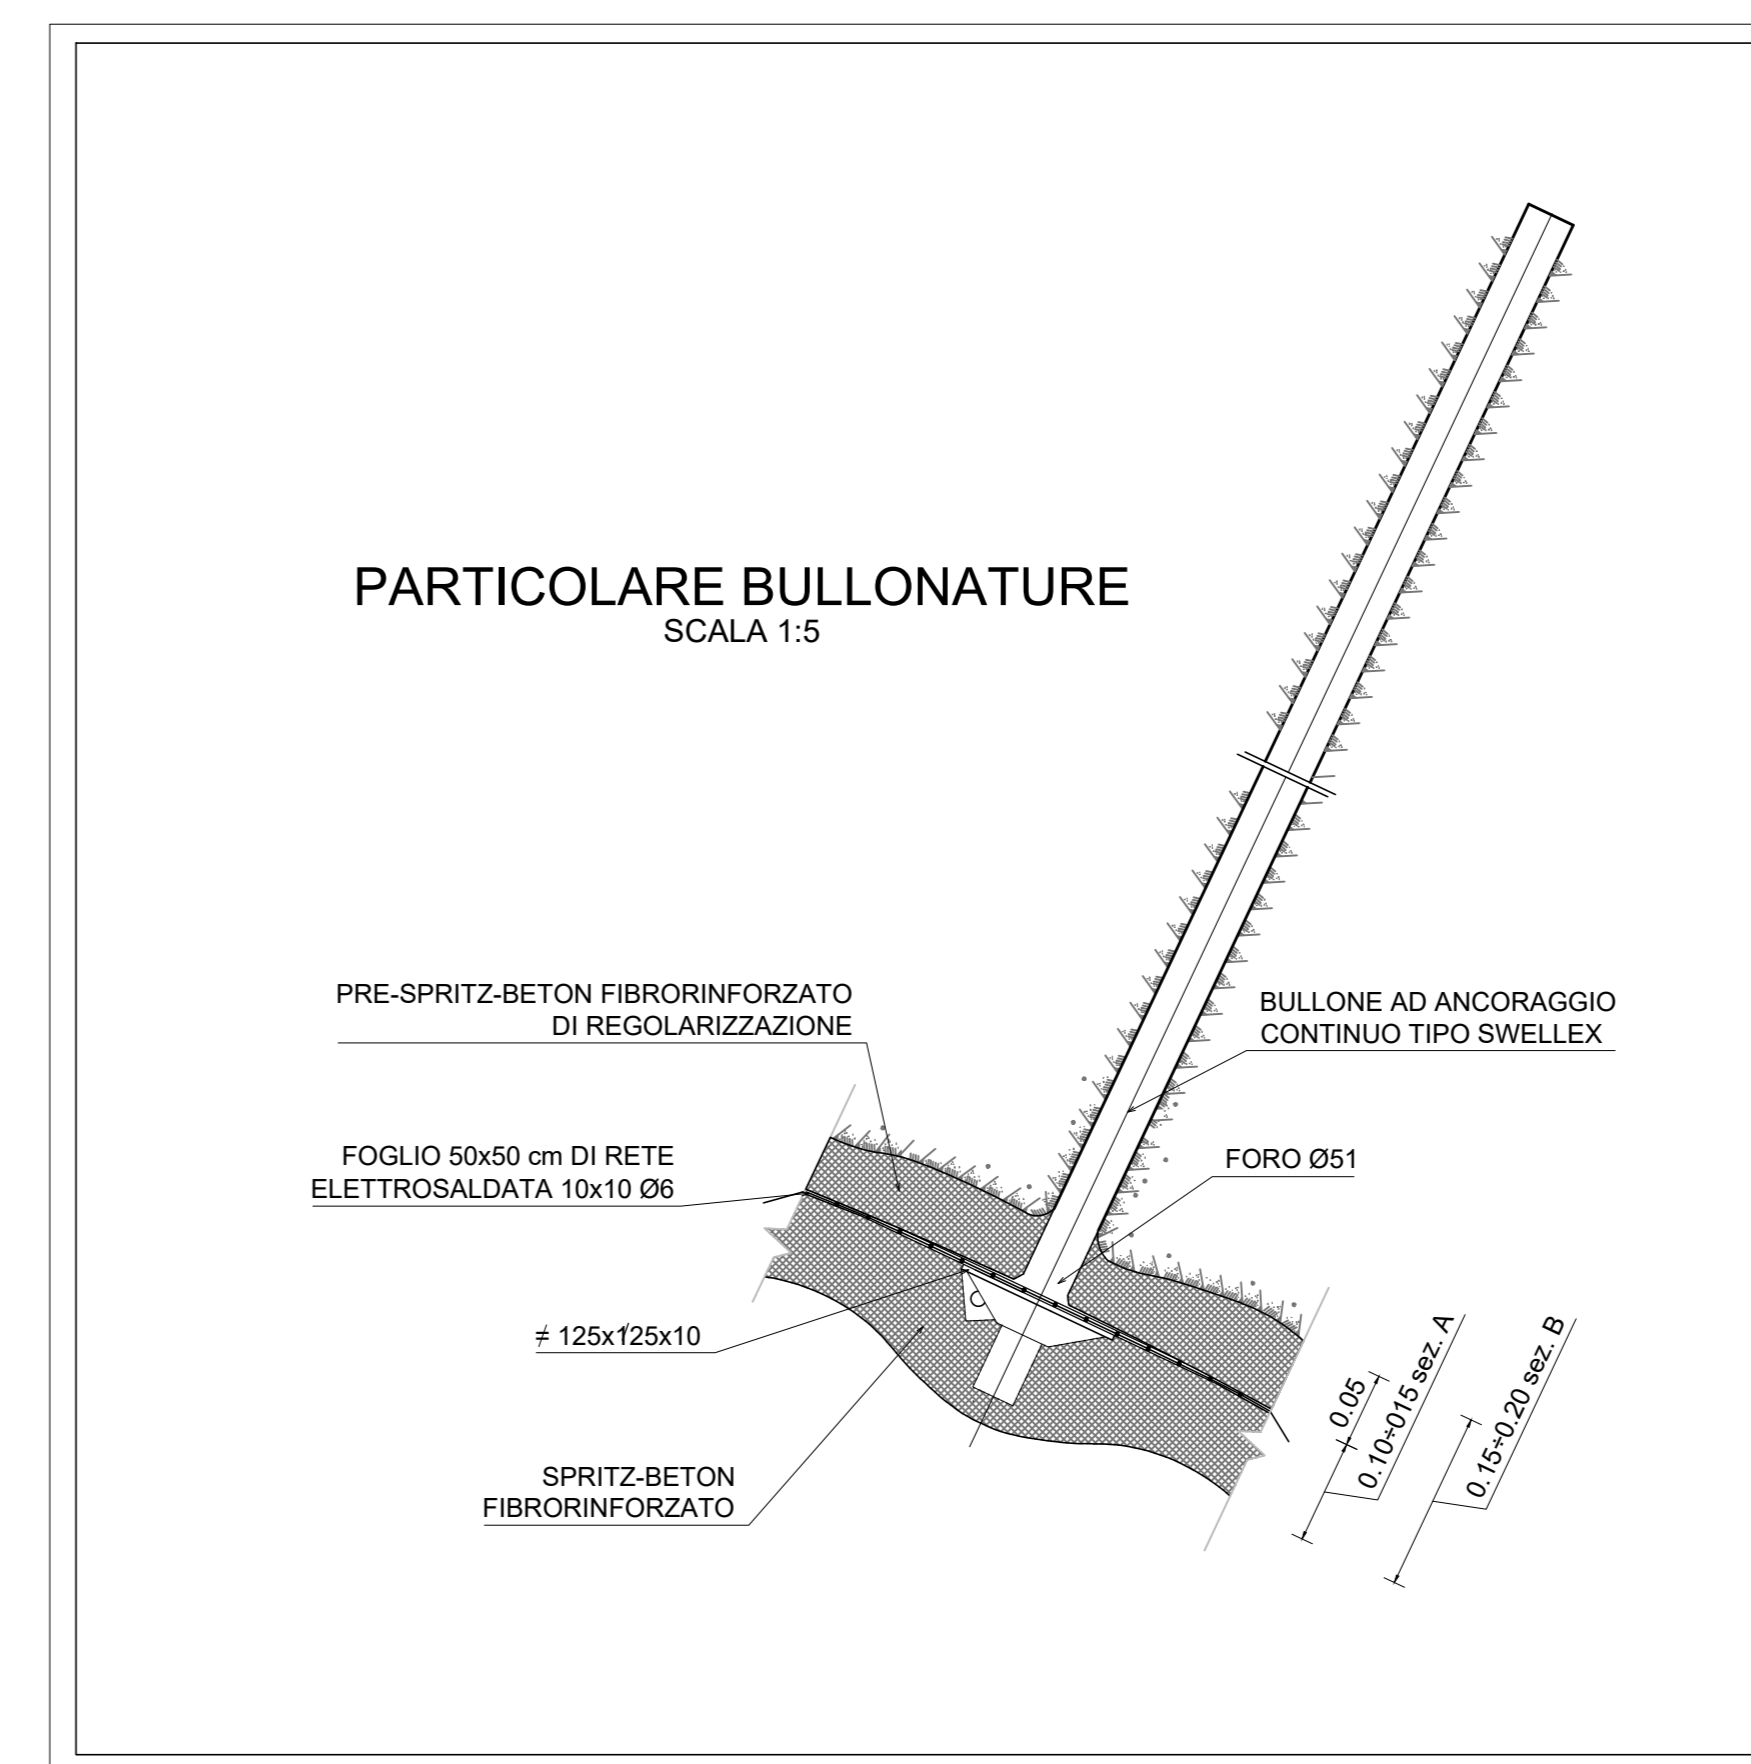 PARTICOLARE BULLONATURE
SCALA 1:5
PRE-SPRITZ-BETON FIBRORINFORZATO
DI REGOLARIZZAZIONE
BULLONE AD ANCORAGGIO
CONTINUO TIPO SWELLEX
FOGLIO 50x50 cm DI RETE
ELETTROSALDATA 10x10 Ø6
FORO Ø51
≠ 125x125x10
SPRITZ-BETON
FIBRORINFORZATO
0.05
0.10÷015 sez. A
0.15÷0.20 sez. B